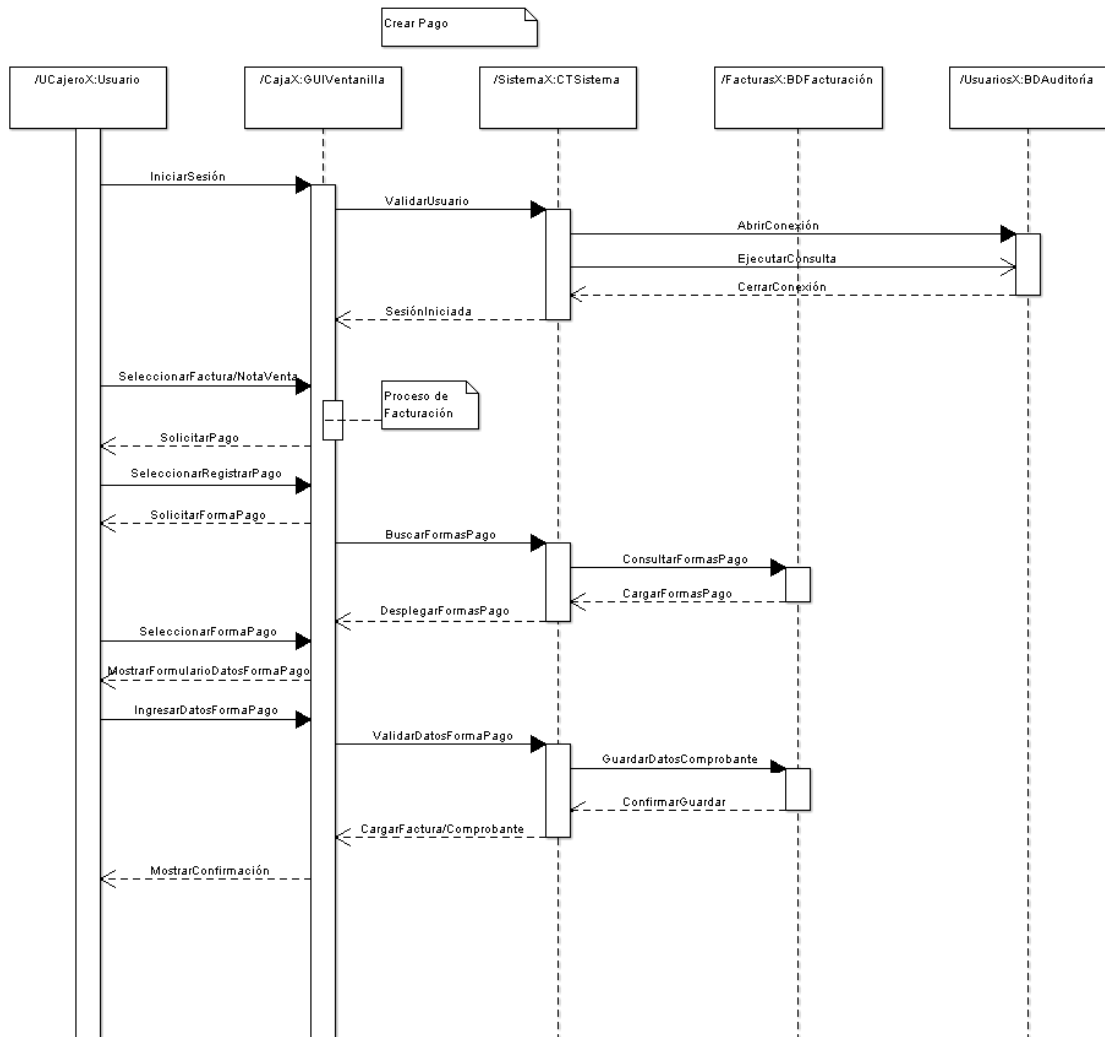 Crear Pago
/UCajeroX:Usuario
/CajaX:GUIVentanilla
/SistemaX:CTSistema
/FacturasX:BDFacturación
/UsuariosX:BDAuditoría
IniciarSesión
ValidarUsuario
AbrirConexión
EjecutarConsulta
CerrarConexión
SesiónIniciada
SeleccionarFactura/NotaVenta
Proceso de
Facturación
SolicitarPago
SeleccionarRegistrarPago
SolicitarFormaPago
BuscarFormasPago
ConsultarFormasPago
CargarFormasPago
DesplegarFormasPago
SeleccionarFormaPago
MostrarFormularioDatosFormaPago
IngresarDatosFormaPago
ValidarDatosFormaPago
GuardarDatosComprobante
ConfirmarGuardar
CargarFactura/Comprobante
MostrarConfirmación